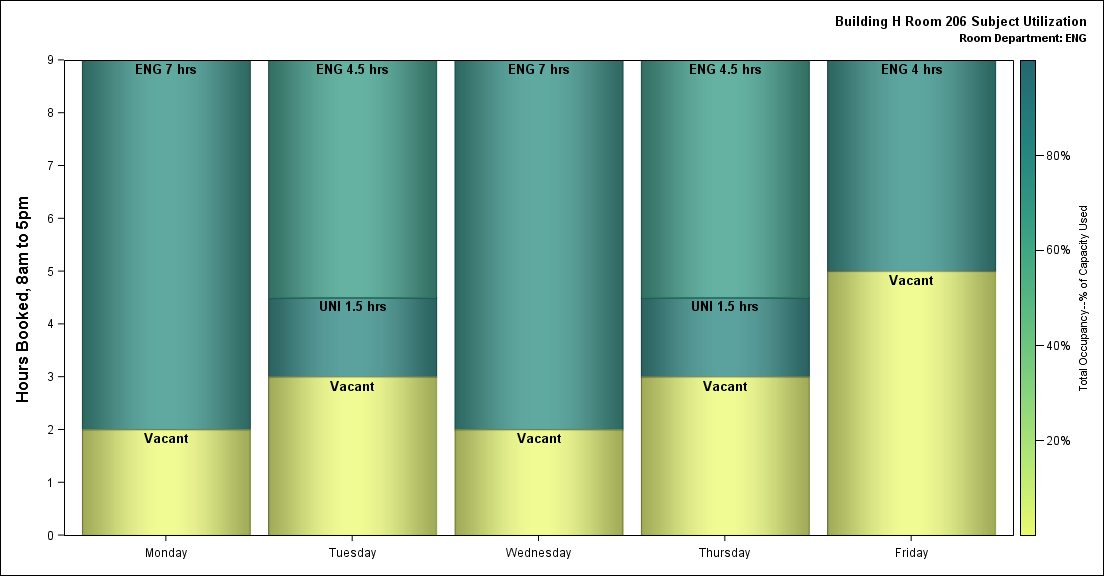 Building H Room 206 Subject Utilization
Room Department: ENG
Hours Booked, 8am to 5pm
9
8
7
6
5
4
3
2
1
0
ENG 7 hrs
Vacant
ENG 4.5 hrs
UNI 1.5 hrs
Vacant
ENG 7 hrs
Vacant
ENG 4.5 hrs
UNI 1.5 hrs
Vacant
ENG 4 hrs
Vacant
Monday
Tuesday
Wednesday
Thursday
Friday
80%
60%
40%
20%
Total Occupancy--% of Capacity Used